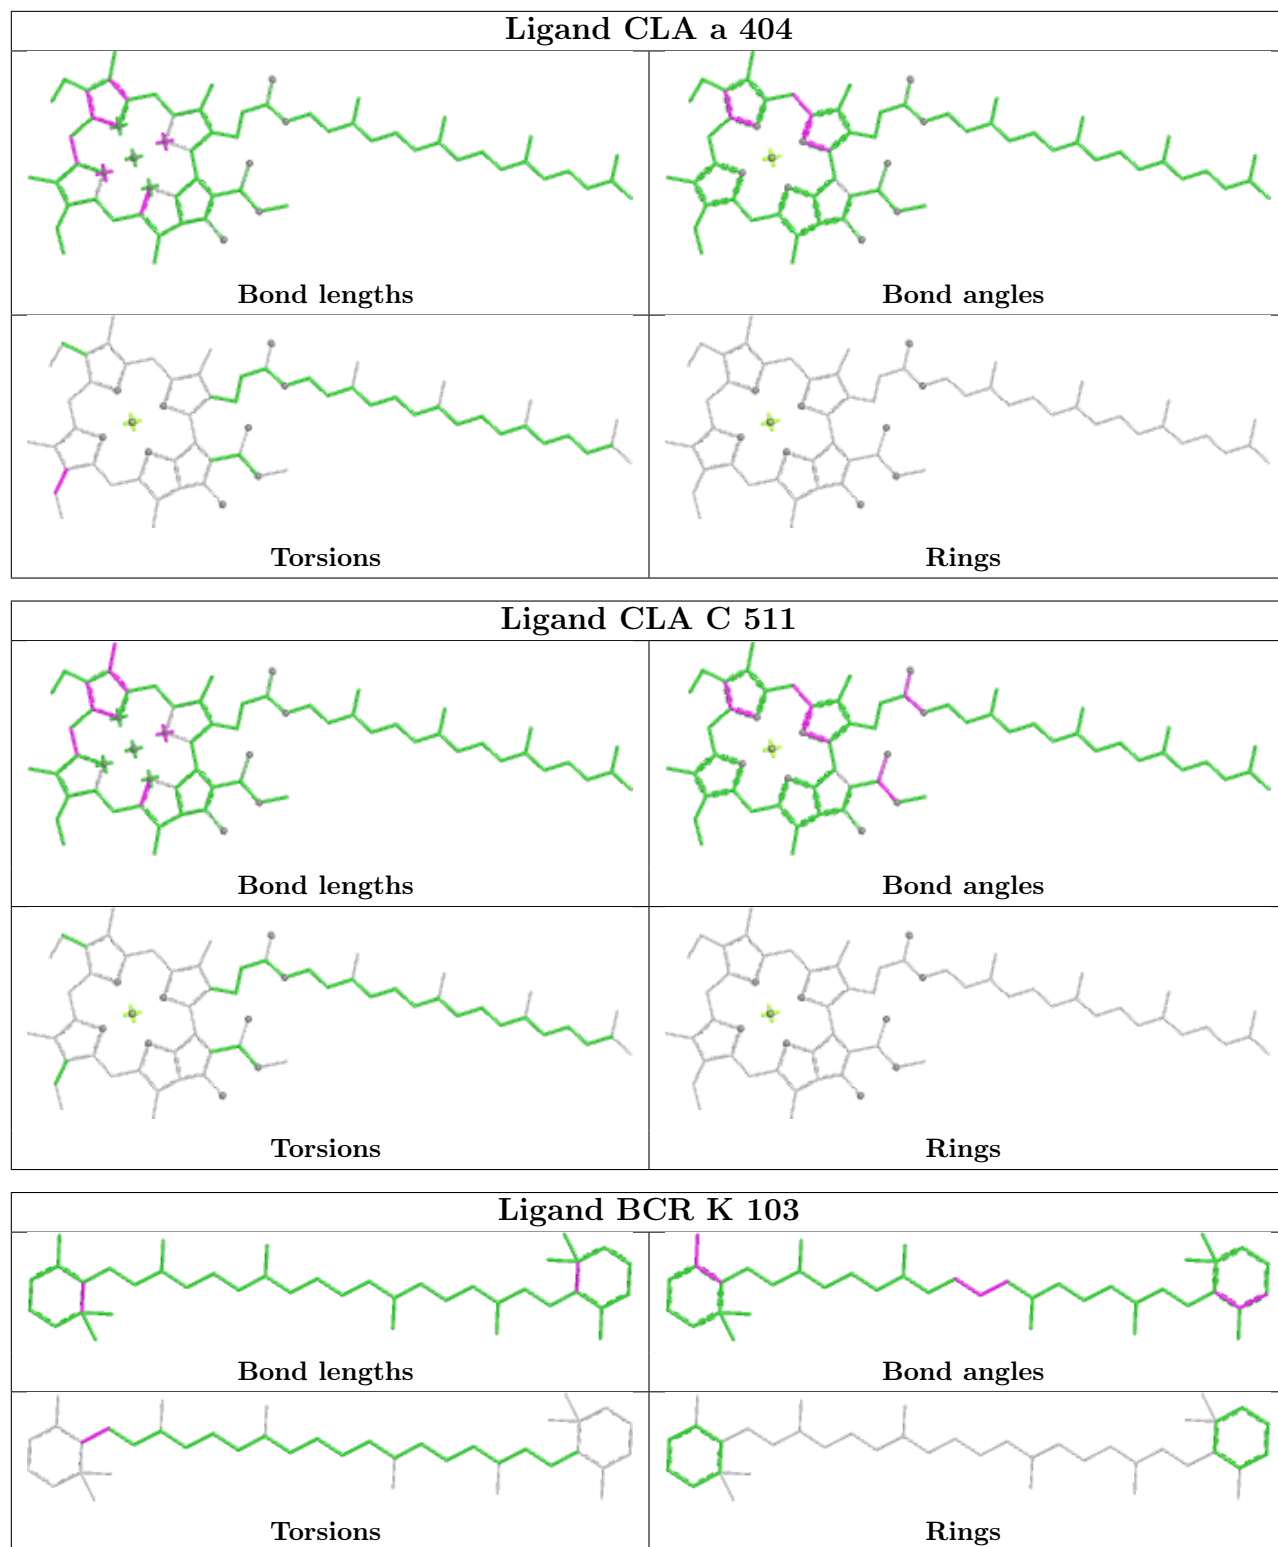 Ligand CLA a 404
Bond lengths
Bond angles
Torsions
Rings
Ligand CLA C 511
Bond lengths
Bond angles
Torsions
Rings
Ligand BCR K 103
Bond lengths
Bond angles
Torsions
Rings